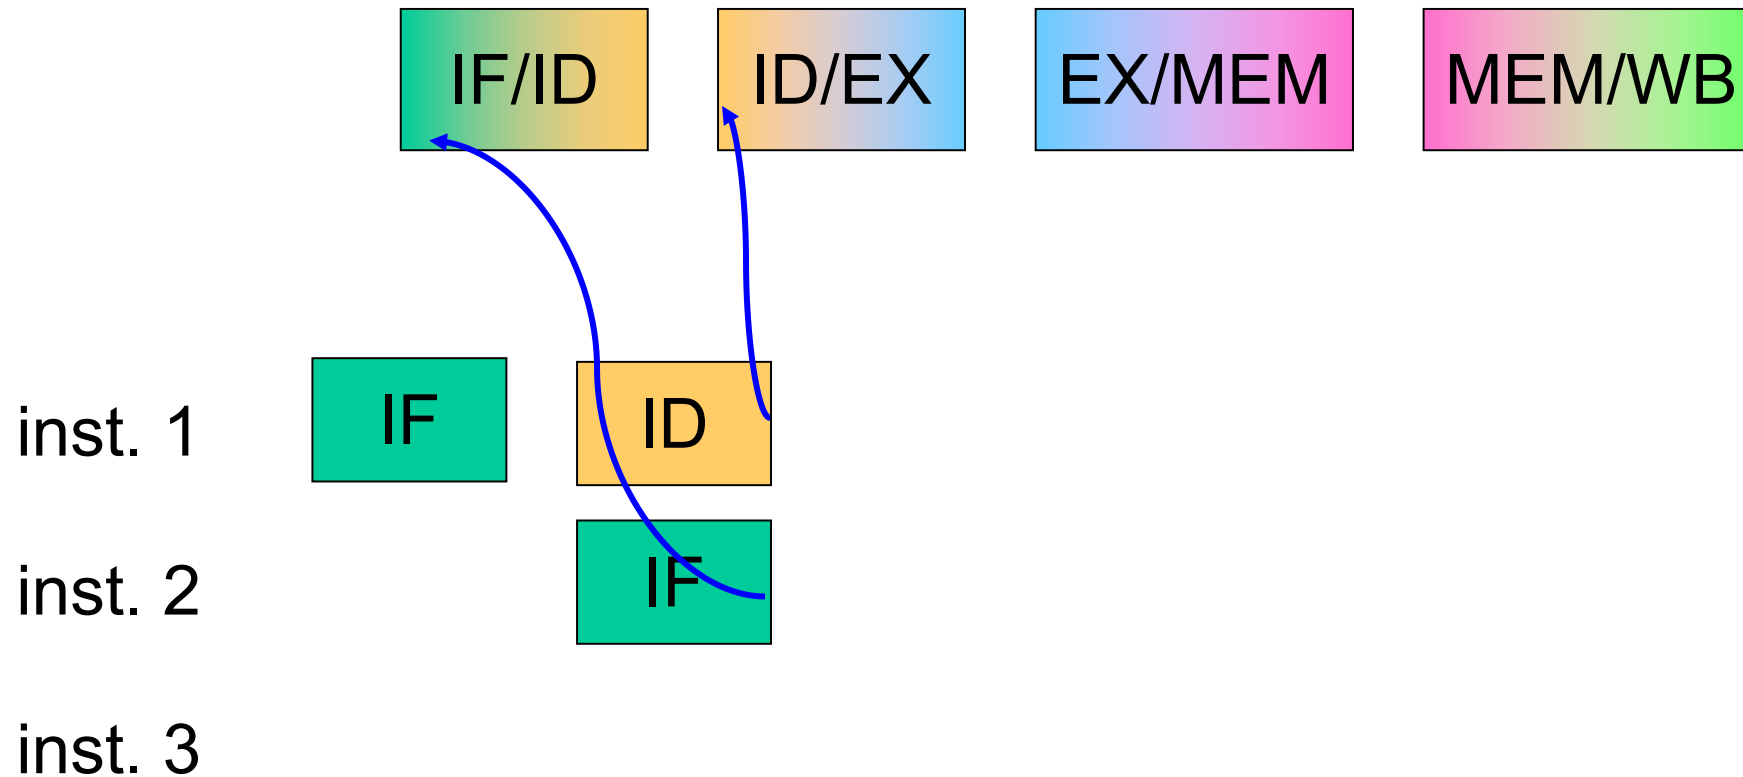 IF/ID ID/EX EX/MEM MEM/WB
inst. 1 IF ID
inst. 2 IF
inst. 3